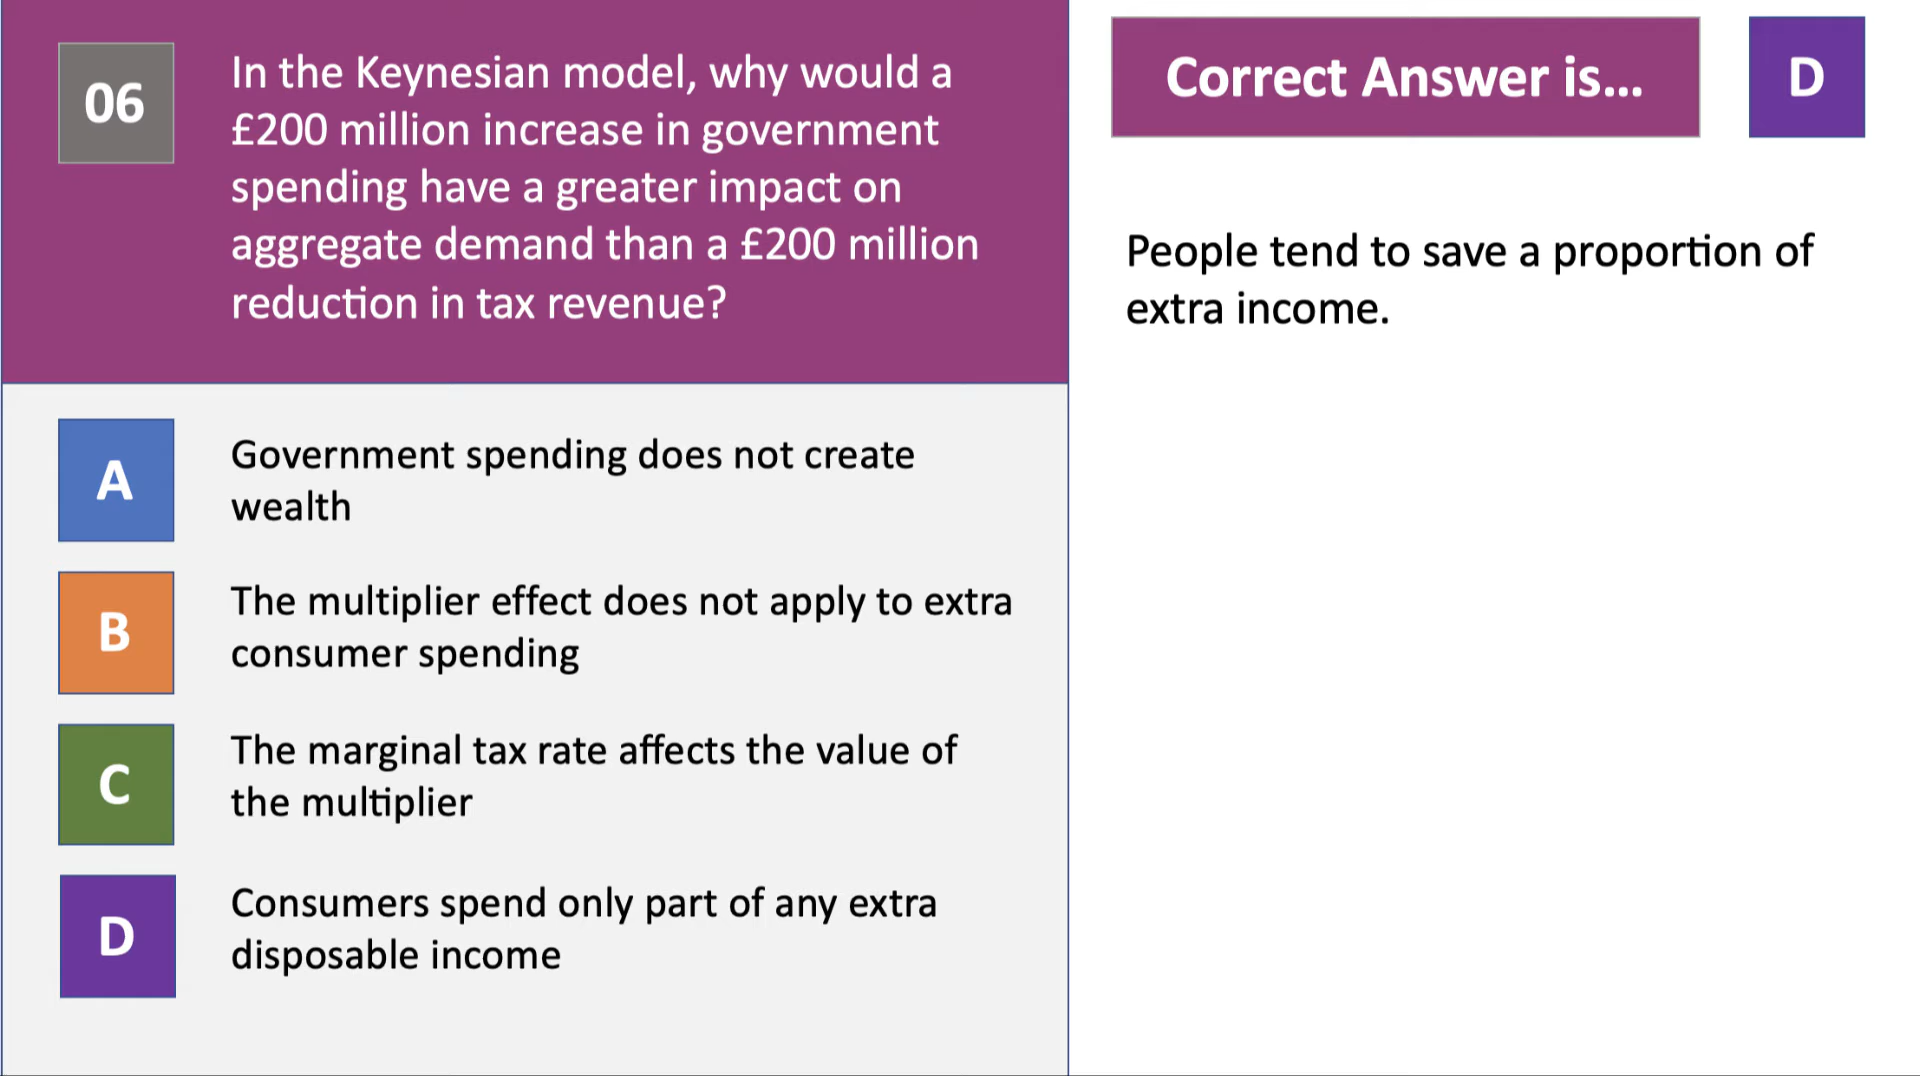 06
In the Keynesian model, why would a
£200 million increase in government
spending have a greater impact on
aggregate demand than a £200 million
reduction in tax revenue?
A
Government spending does not create
wealth
B
The multiplier effect does not apply to extra
consumer spending
C
The marginal tax rate affects the value of
the multiplier
D
Consumers spend only part of any extra
disposable income
Correct Answer is...
D
People tend to save a proportion of
extra income.